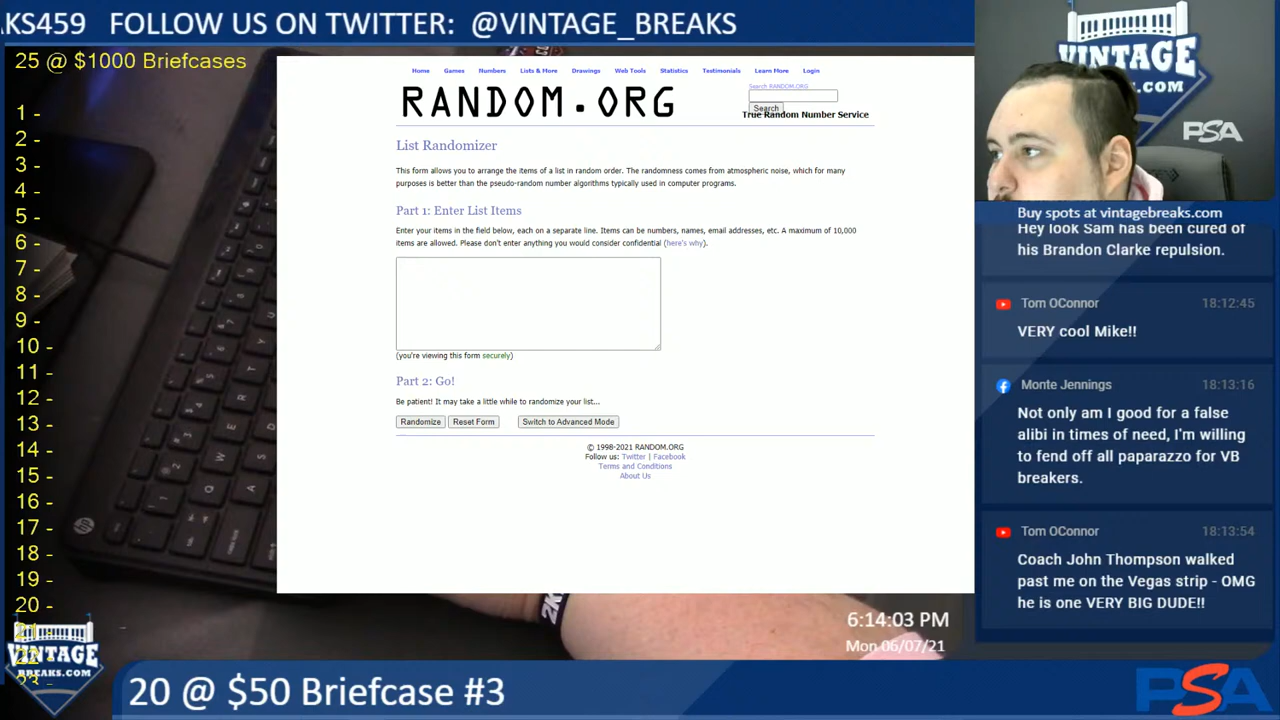 AKS459 FOLLOW US ON TWITTER: @VINTAGE_BREAKS
25 @ $1000 Briefcases
1 -
2 -
3 -
4 -
5 -
6 -
7 -
8 -
9 -
10 -
11 -
12 -
13 -
14 -
15 -
16 -
17 -
18 -
19 -
20 -
21 -
22 -
23 -
Home Games Numbers Lists & More Drawings Web Tools Statistics Testimonials Learn More Login
RANDOM.ORG
Search RANDOM.ORG
Search
True Random Number Service
List Randomizer
This form allows you to arrange the items of a list in random order. The randomness comes from atmospheric noise, which for many
purposes is better than the pseudo-random number algorithms typically used in computer programs.
Part 1: Enter List Items
Enter your items in the field below, each on a separate line. Items can be numbers, names, email addresses, etc. A maximum of 10,000
items are allowed. Please don't enter anything you would consider confidential (here's why).
(you're viewing this form securely)
Part 2: Go!
Be patient! It may take a little while to randomize your list...
Randomize Reset Form Switch to Advanced Mode
© 1998-2021 RANDOM.ORG
Follow us: Twitter | Facebook
Terms and Conditions
About Us
VINTAGE
PSA
Buy spots at vintagebreaks.com
Hey look Sam has been cured of
his Brandon Clarke repulsion.
Tom OConnor 18:12:45
VERY cool Mike!!
Monte Jennings 18:13:16
Not only am I good for a false
alibi in times of need, I'm willing
to fend off all paparazzo for VB
breakers.
Tom OConnor 18:13:54
Coach John Thompson walked
past me on the Vegas strip - OMG
he is one VERY BIG DUDE!!
2K
6:14:03 PM
Mon 06/07/21
VINTAGE
BREAKS.COM
20 @ $50 Briefcase #3
PSA